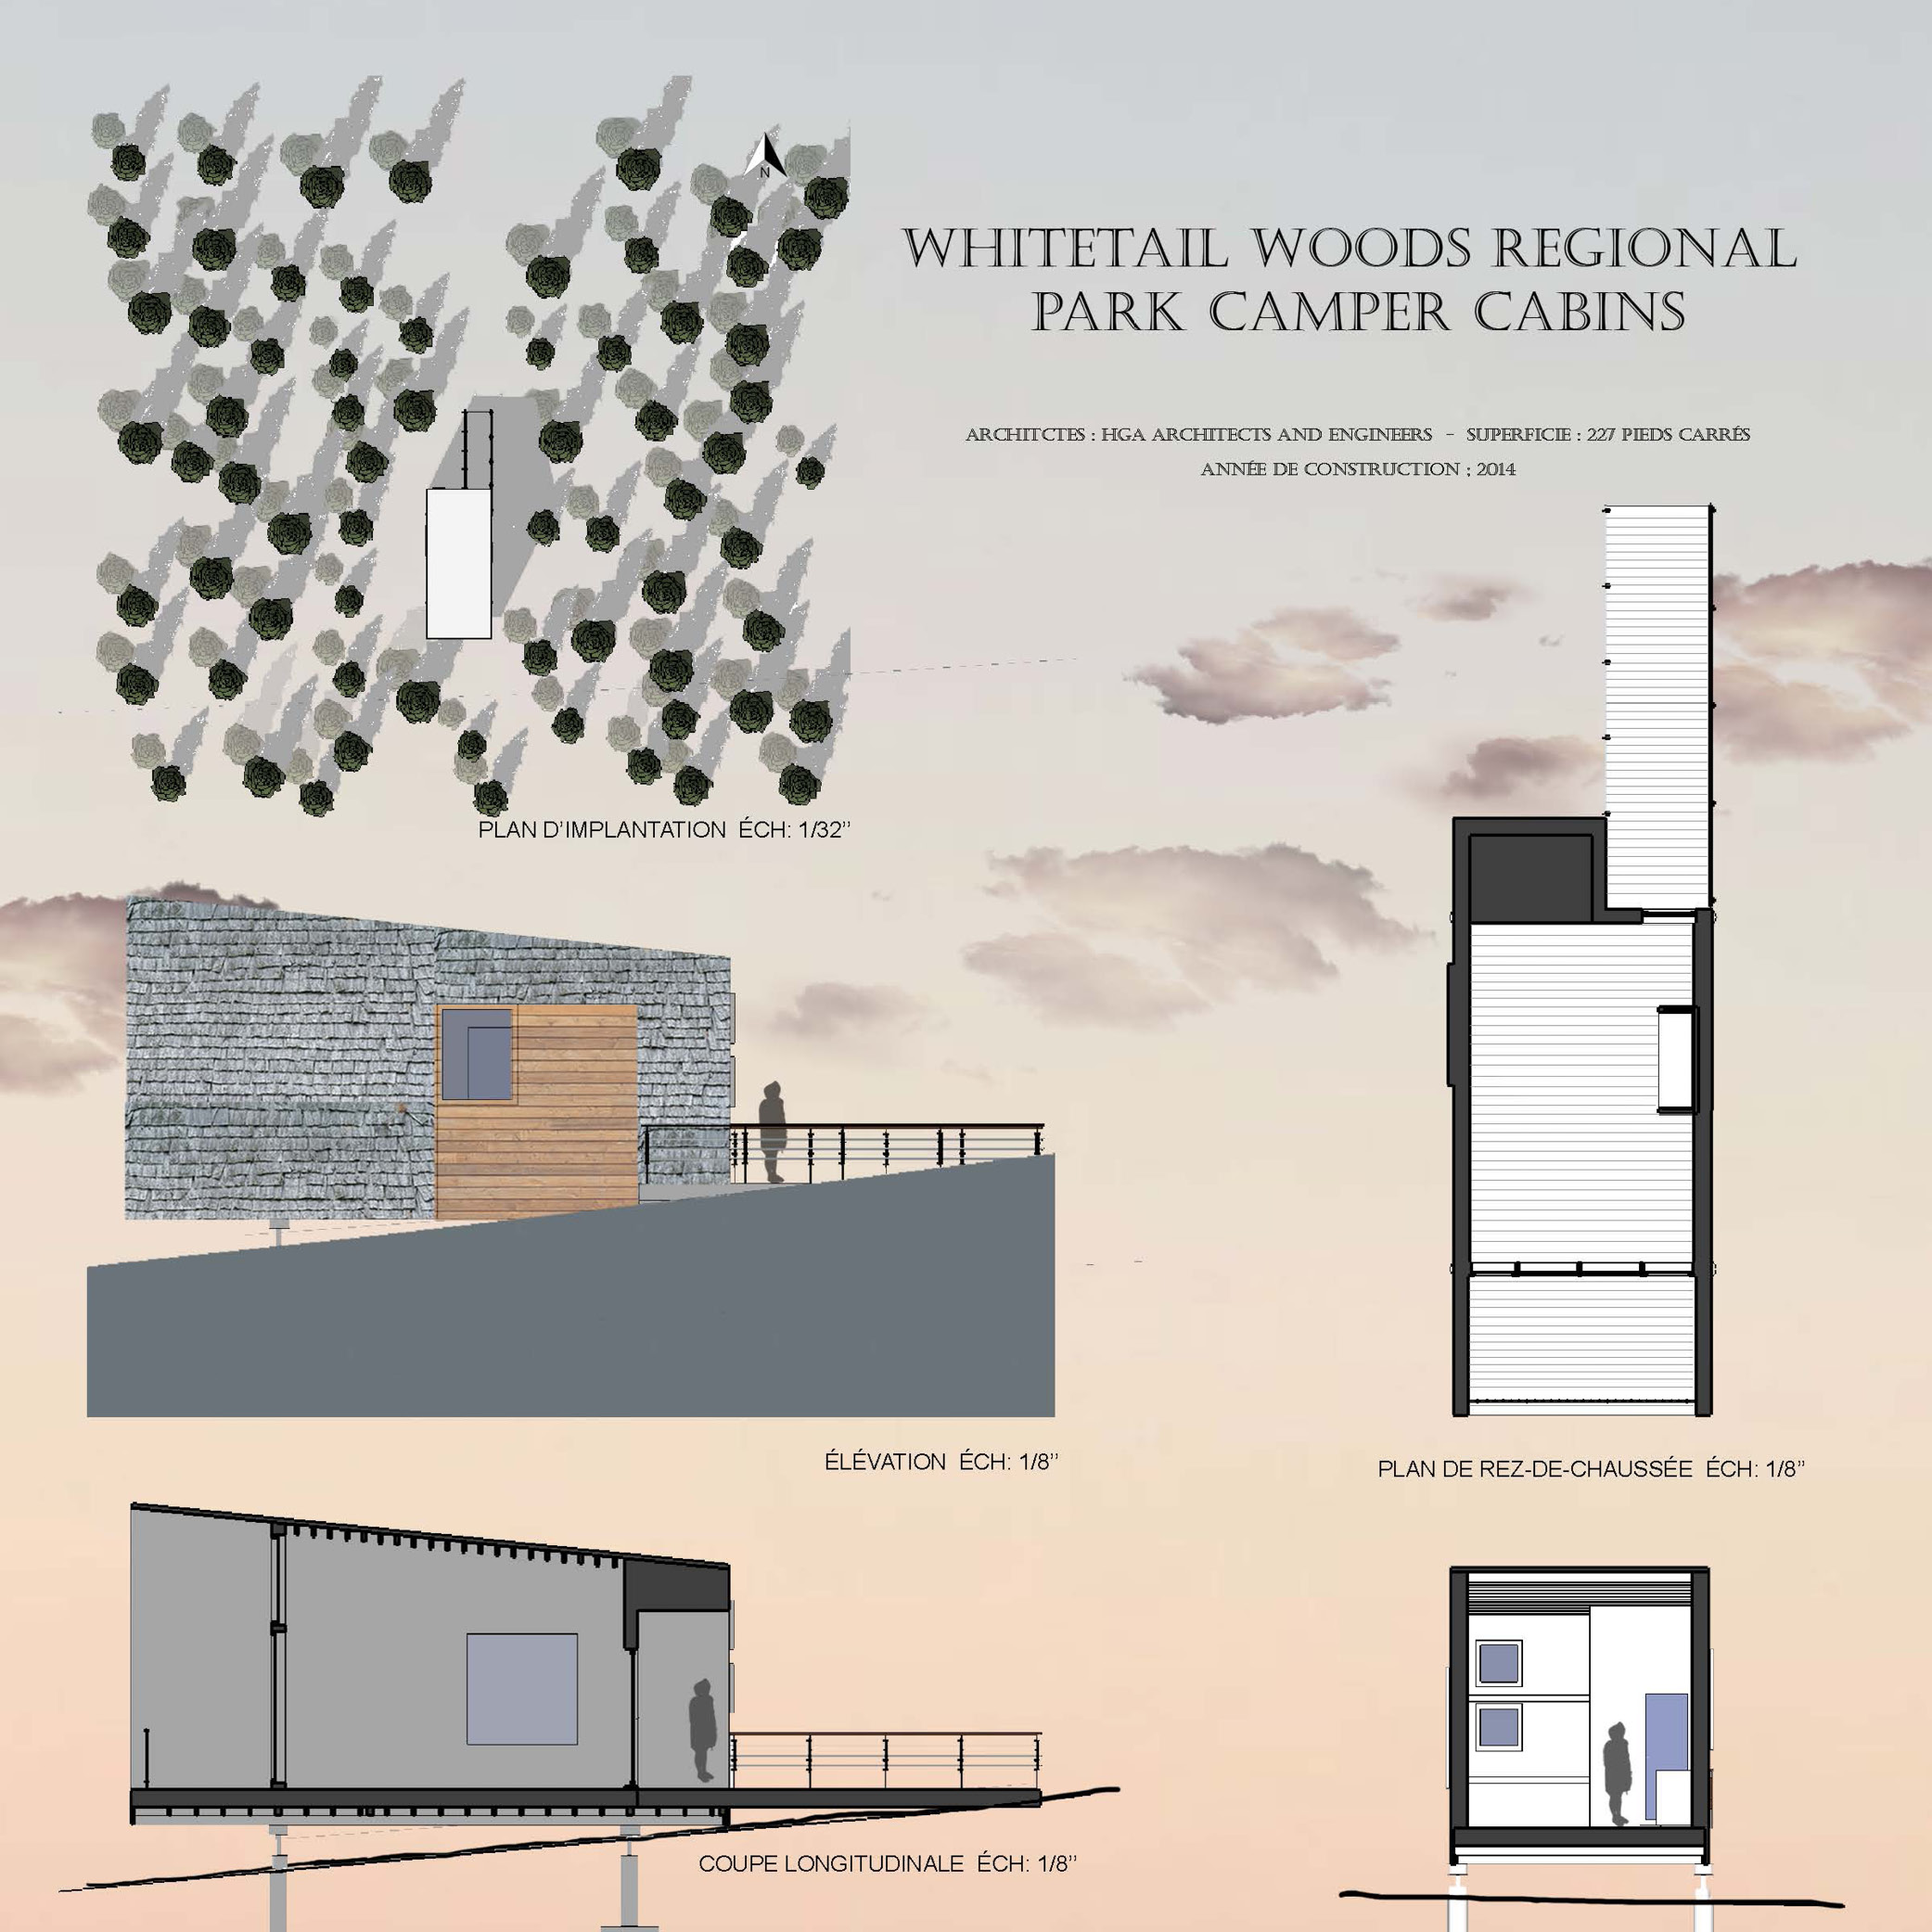 N
WHITETAIL WOODS REGIONAL
PARK CAMPER CABINS
ARCHITCTES : HGA ARCHITECTS AND ENGINEERS - SUPERFICIE : 227 PIEDS CARRÉS
ANNÉE DE CONSTRUCTION : 2014
PLAN D'IMPLANTATION ÉCH: 1/32''
ÉLÉVATION ÉCH: 1/8''
PLAN DE REZ-DE-CHAUSSÉE ÉCH: 1/8''
COUPE LONGITUDINALE ÉCH: 1/8''